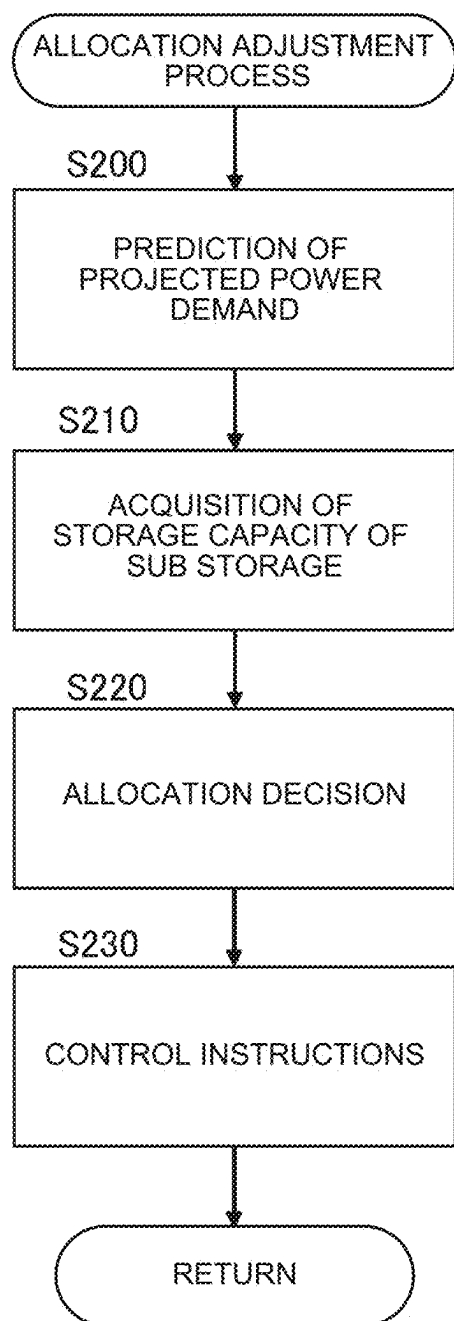 ALLOCATION ADJUSTMENT
PROCESS
S200
PREDICTION OF
PROJECTED POWER
DEMAND
S210
ACQUISITION OF
STORAGE CAPACITY OF
SUB STORAGE
S220
ALLOCATION DECISION
S230
CONTROL INSTRUCTIONS
RETURN